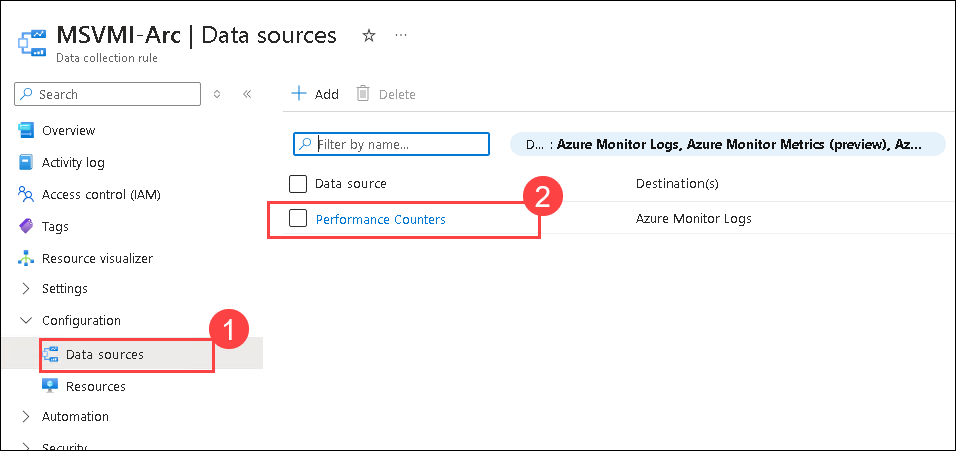 MSVMI-Arc | Data sources
Data collection rule
Search
Add
Delete
Overview
Activity log
Access control (IAM)
Tags
Resource visualizer
Settings
Configuration
Data sources
1
Resources
Automation
Security
Filter by name...
D... : Azure Monitor Logs, Azure Monitor Metrics (preview), Az...
Data source
Destination(s)
2
Performance Counters
Azure Monitor Logs